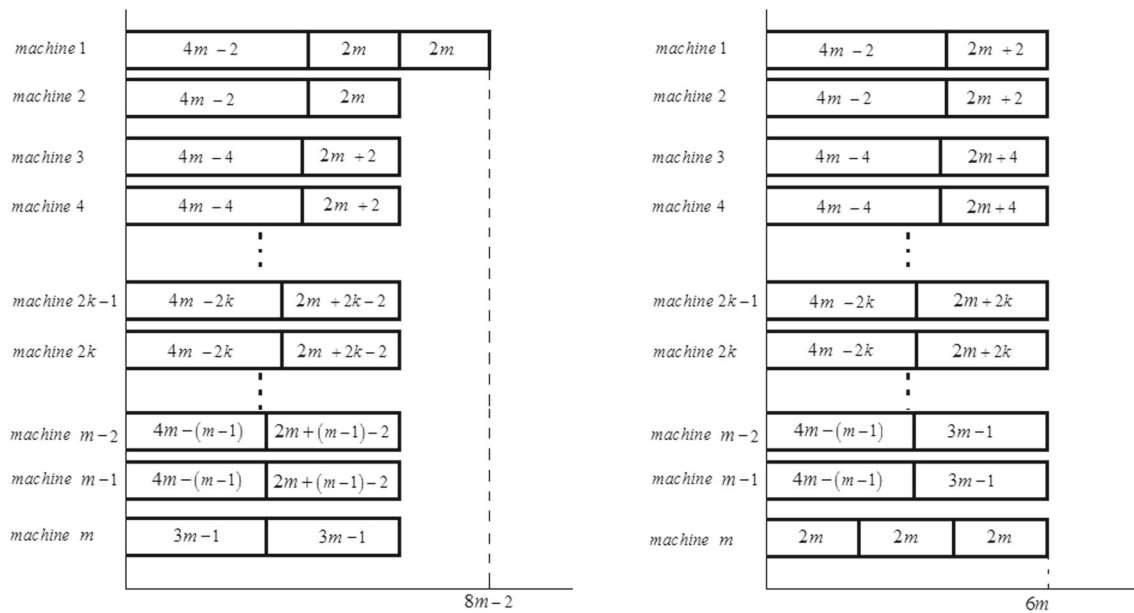 machine 1 4m − 2 2m 2m
machine 2 4m − 2 2m
machine 3 4m − 4 2m + 2
machine 4 4m − 4 2m + 2
machine 2k−1 4m − 2k 2m + 2k − 2
machine 2k 4m − 2k 2m + 2k − 2
machine m−2 4m−(m−1) 2m+(m−1)−2
machine m−1 4m−(m−1) 2m+(m−1)−2
machine m 3m−1 3m−1
8m−2
machine 1 4m − 2 2m + 2
machine 2 4m − 2 2m + 2
machine 3 4m − 4 2m + 4
machine 4 4m − 4 2m + 4
machine 2k−1 4m − 2k 2m + 2k
machine 2k 4m − 2k 2m + 2k
machine m−2 4m−(m−1) 3m−1
machine m−1 4m−(m−1) 3m−1
machine m 2m 2m 2m
6m